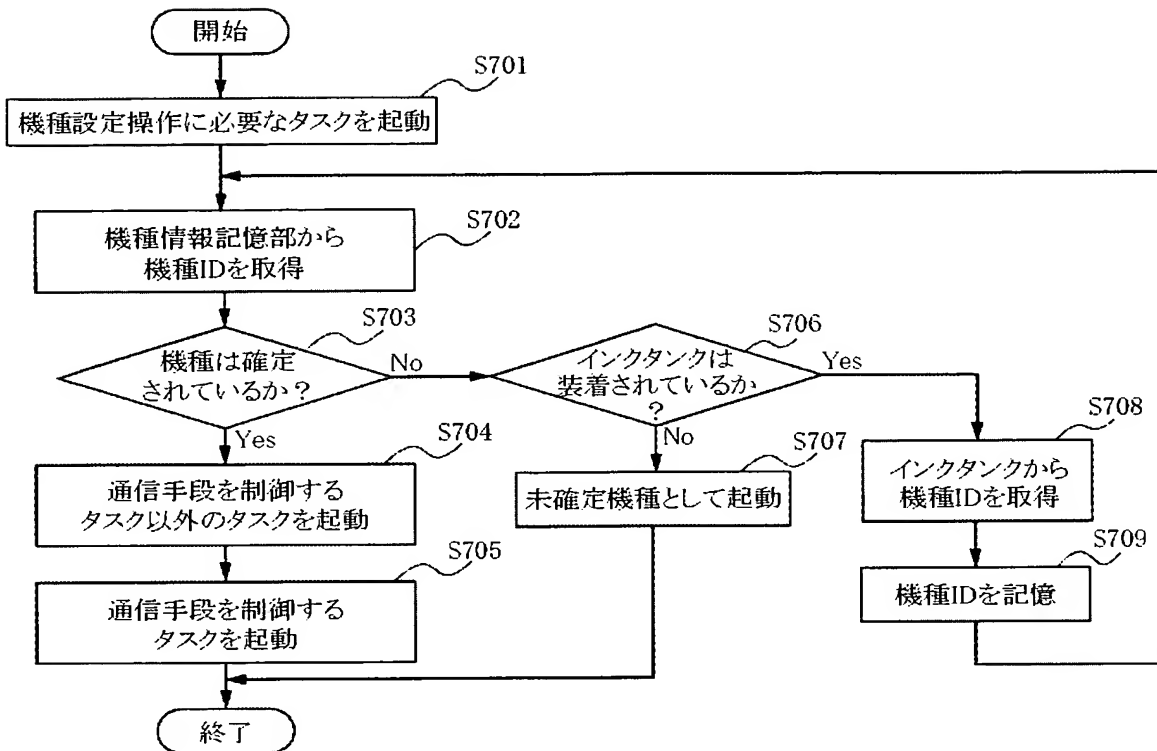 開始
S701
機種設定操作に必要なタスクを起動
S702
機種情報記憶部から
機種IDを取得
S703
機種は確定
されているか？
No
Yes
S706
インクタンクは
装着されているか
？
Yes
No
S704
通信手段を制御する
タスク以外のタスクを起動
S707
未確定機種として起動
S708
インクタンクから
機種IDを取得
S705
通信手段を制御する
タスクを起動
S709
機種IDを記憶
終了